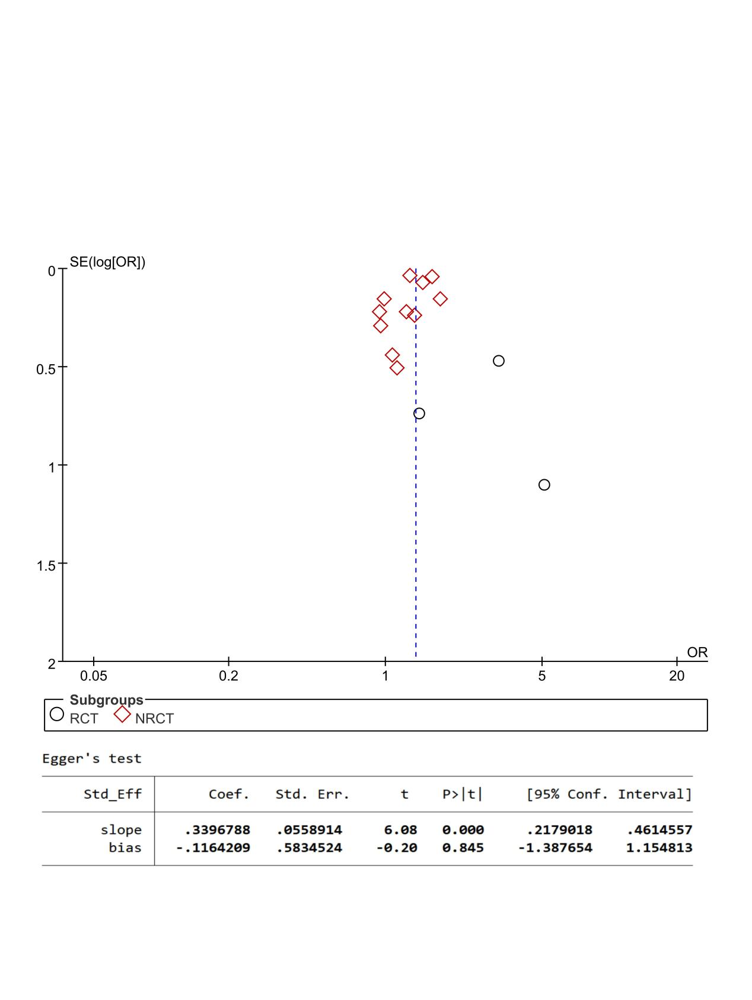 SE(log[OR])
0
0.5
1
1.5
2
OR
0.05 0.2 1 5 20
Subgroups
RCT NRCT
Egger's test
Std_Eff Coef. Std. Err. t P>|t| [95% Conf. Interval]
slope .3396788 .0558914 6.08 0.000 .2179018 .4614557
bias -.1164209 .5834524 -0.20 0.845 -1.387654 1.154813